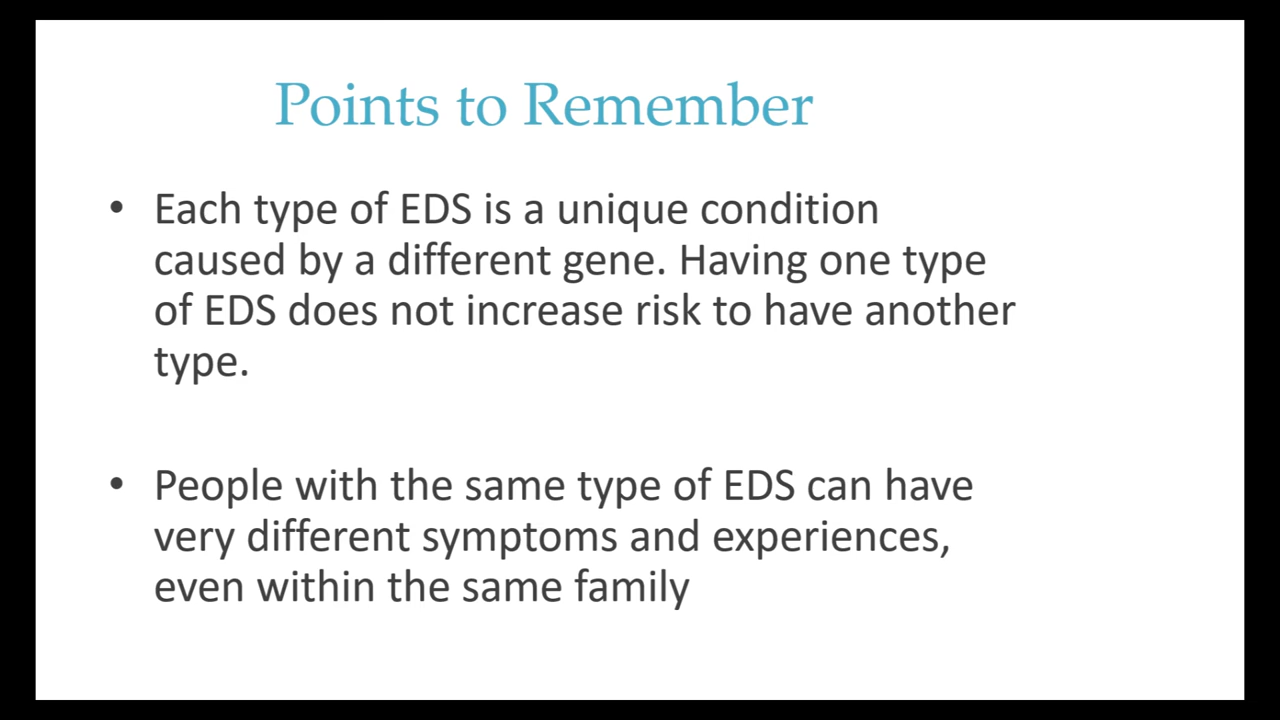 Points to Remember
• Each type of EDS is a unique condition
caused by a different gene. Having one type
of EDS does not increase risk to have another
type.
• People with the same type of EDS can have
very different symptoms and experiences,
even within the same family